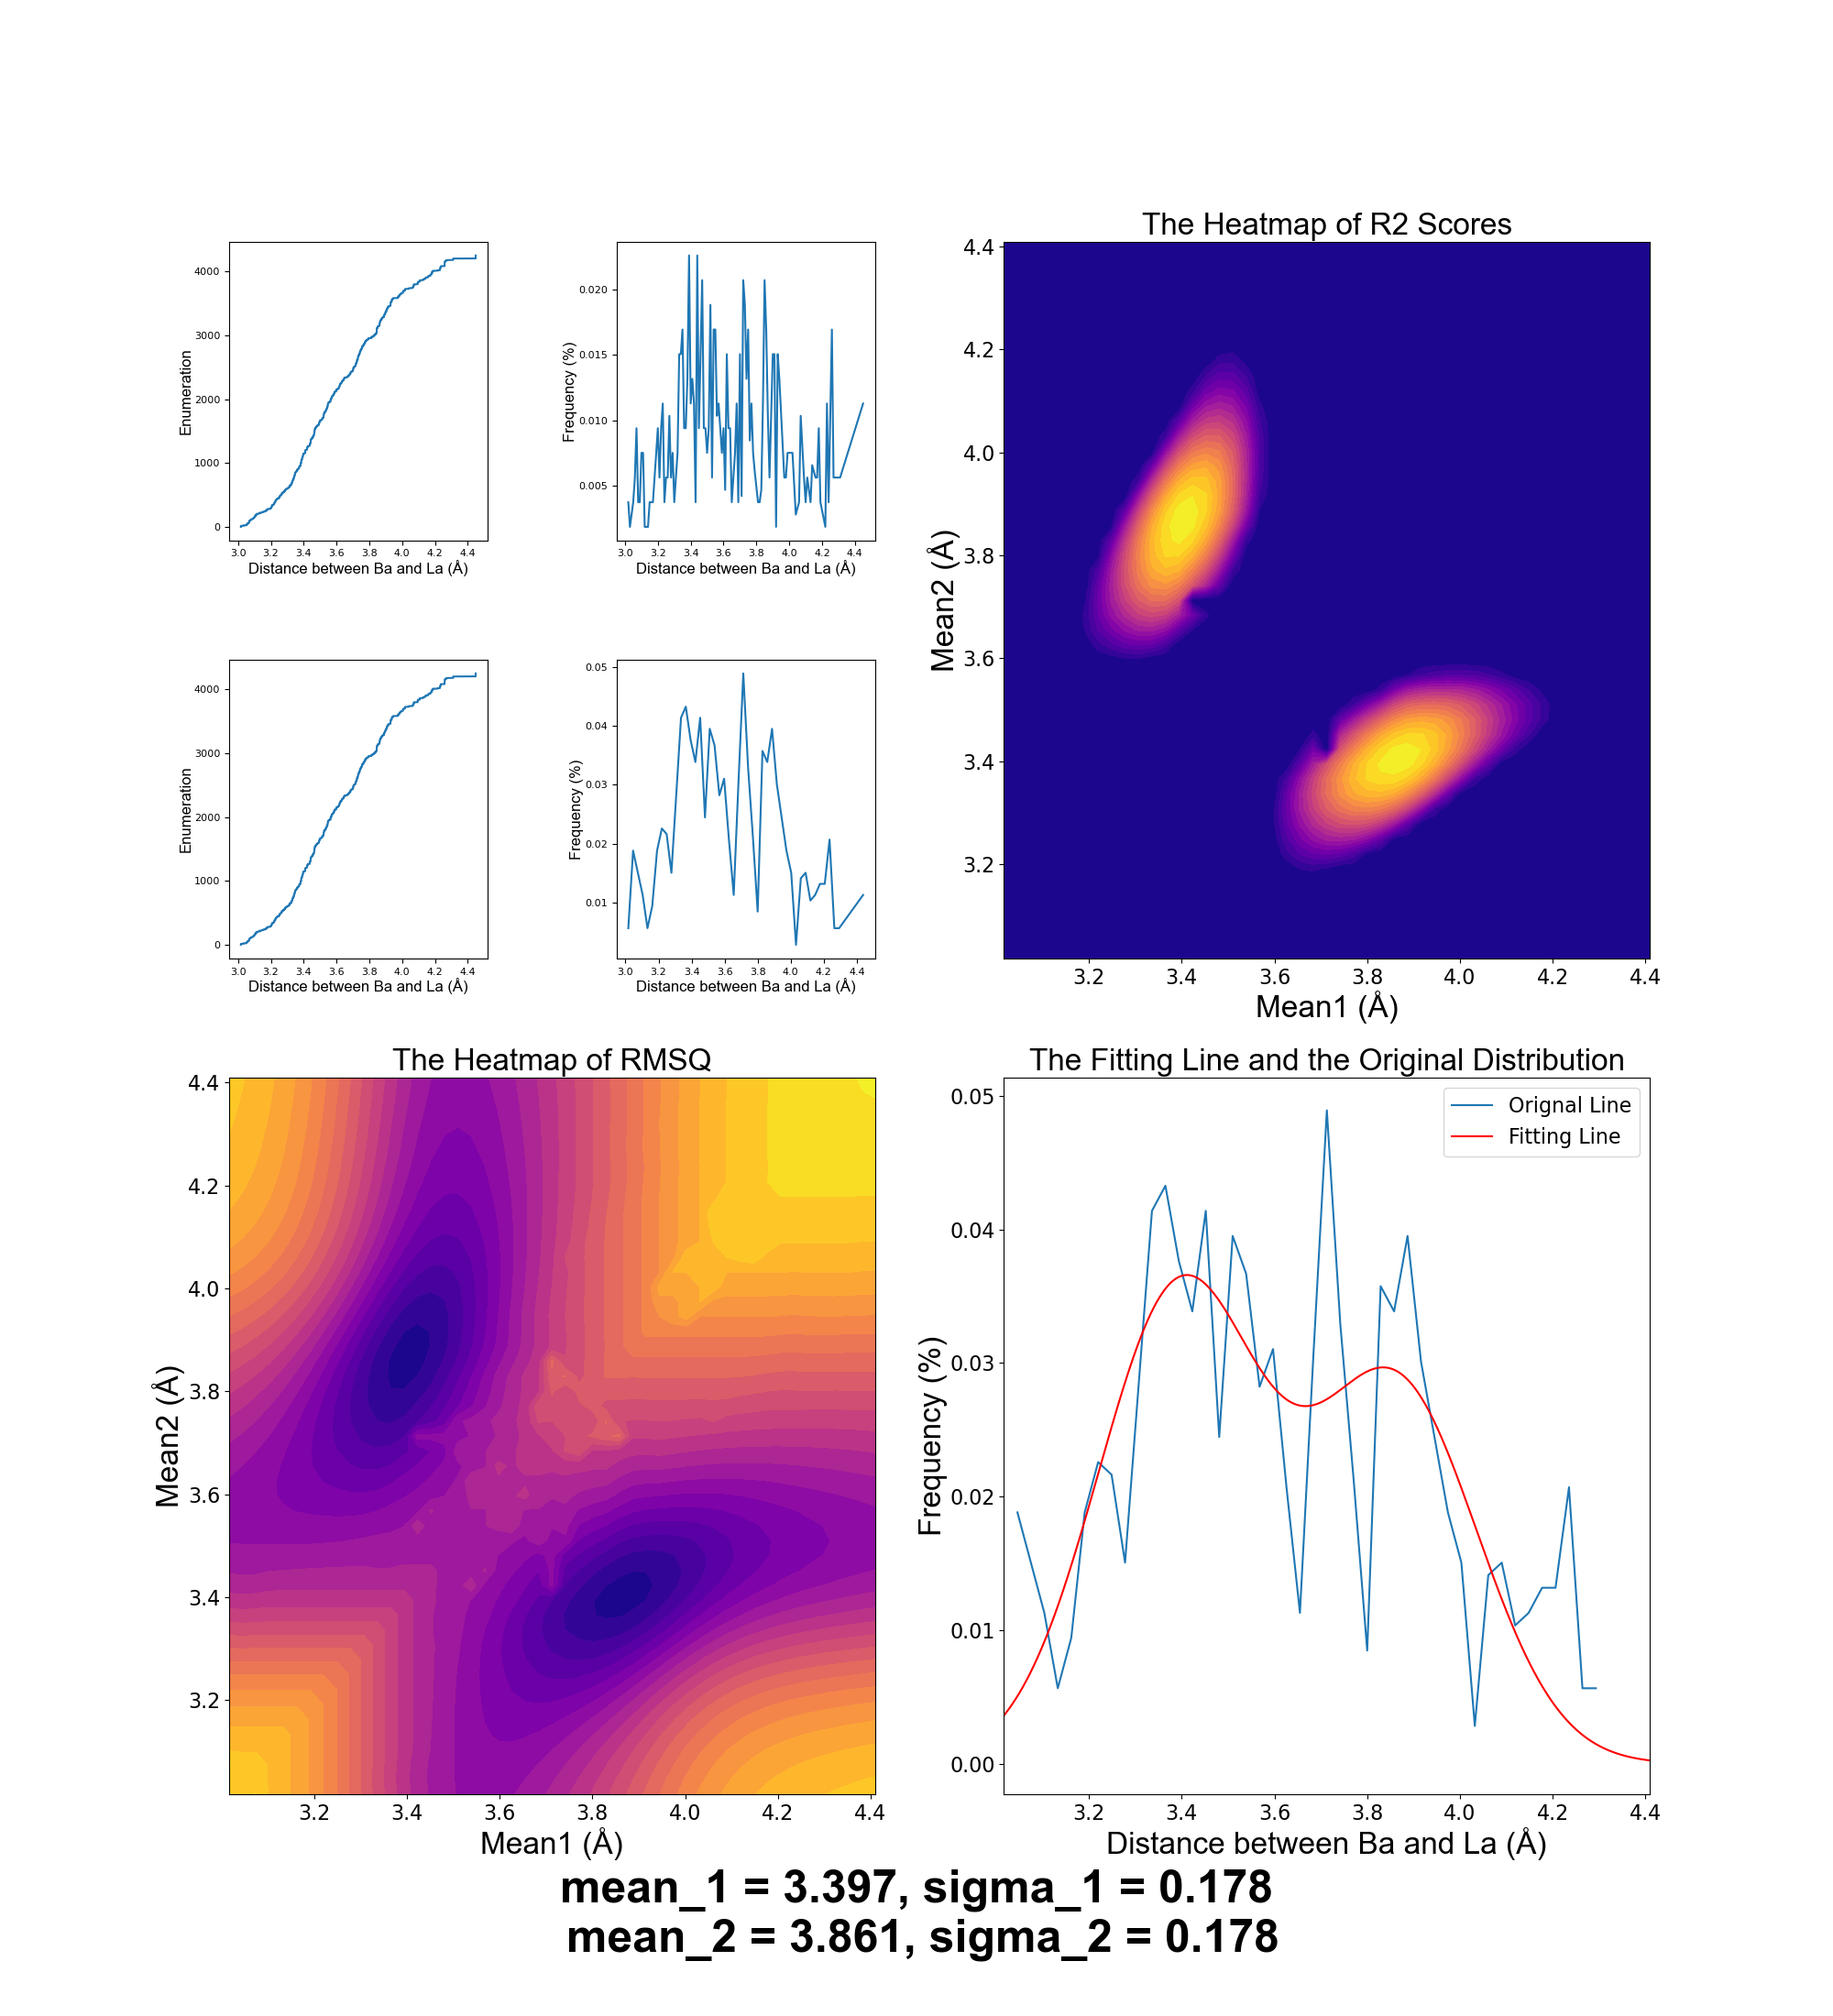 4000
3000
2000
1000
0
Enumeration
3.0 3.2 3.4 3.6 3.8 4.0 4.2 4.4
Distance between Ba and La (Å)
0.020
0.015
0.010
0.005
Frequency (%)
3.0 3.2 3.4 3.6 3.8 4.0 4.2 4.4
Distance between Ba and La (Å)
4000
3000
2000
1000
0
Enumeration
3.0 3.2 3.4 3.6 3.8 4.0 4.2 4.4
Distance between Ba and La (Å)
0.05
0.04
0.03
0.02
0.01
Frequency (%)
3.0 3.2 3.4 3.6 3.8 4.0 4.2 4.4
Distance between Ba and La (Å)
The Heatmap of R2 Scores
4.4
4.2
4.0
3.8
3.6
3.4
3.2
Mean2 (Å)
3.2 3.4 3.6 3.8 4.0 4.2 4.4
Mean1 (Å)
The Heatmap of RMSQ
4.4
4.2
4.0
3.8
3.6
3.4
3.2
Mean2 (Å)
3.2 3.4 3.6 3.8 4.0 4.2 4.4
Mean1 (Å)
The Fitting Line and the Original Distribution
Orignal Line
Fitting Line
0.05
0.04
0.03
0.02
0.01
0.00
Frequency (%)
3.2 3.4 3.6 3.8 4.0 4.2 4.4
Distance between Ba and La (Å)
mean_1 = 3.397, sigma_1 = 0.178
mean_2 = 3.861, sigma_2 = 0.178